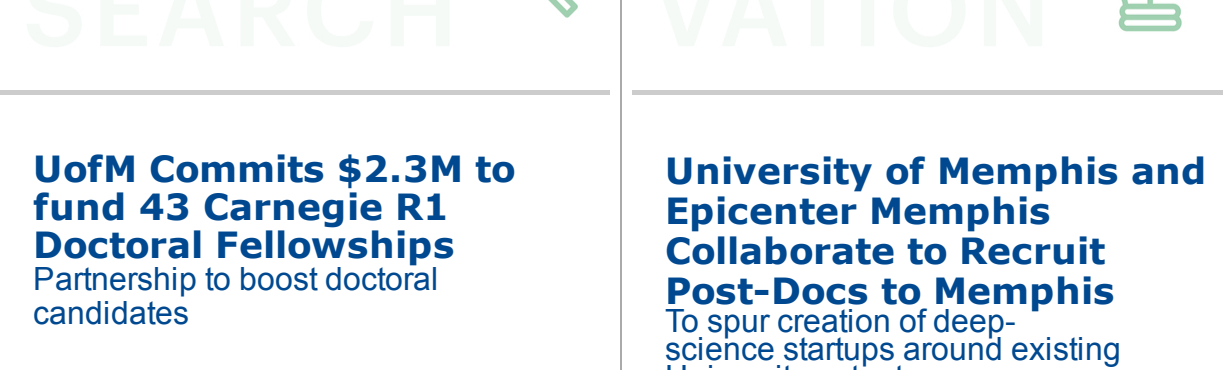 SEARCH
UofM Commits $2.3M to
fund 43 Carnegie R1
Doctoral Fellowships
Partnership to boost doctoral
candidates
VATION
University of Memphis and
Epicenter Memphis
Collaborate to Recruit
Post-Docs to Memphis
To spur creation of deep-
science startups around existing